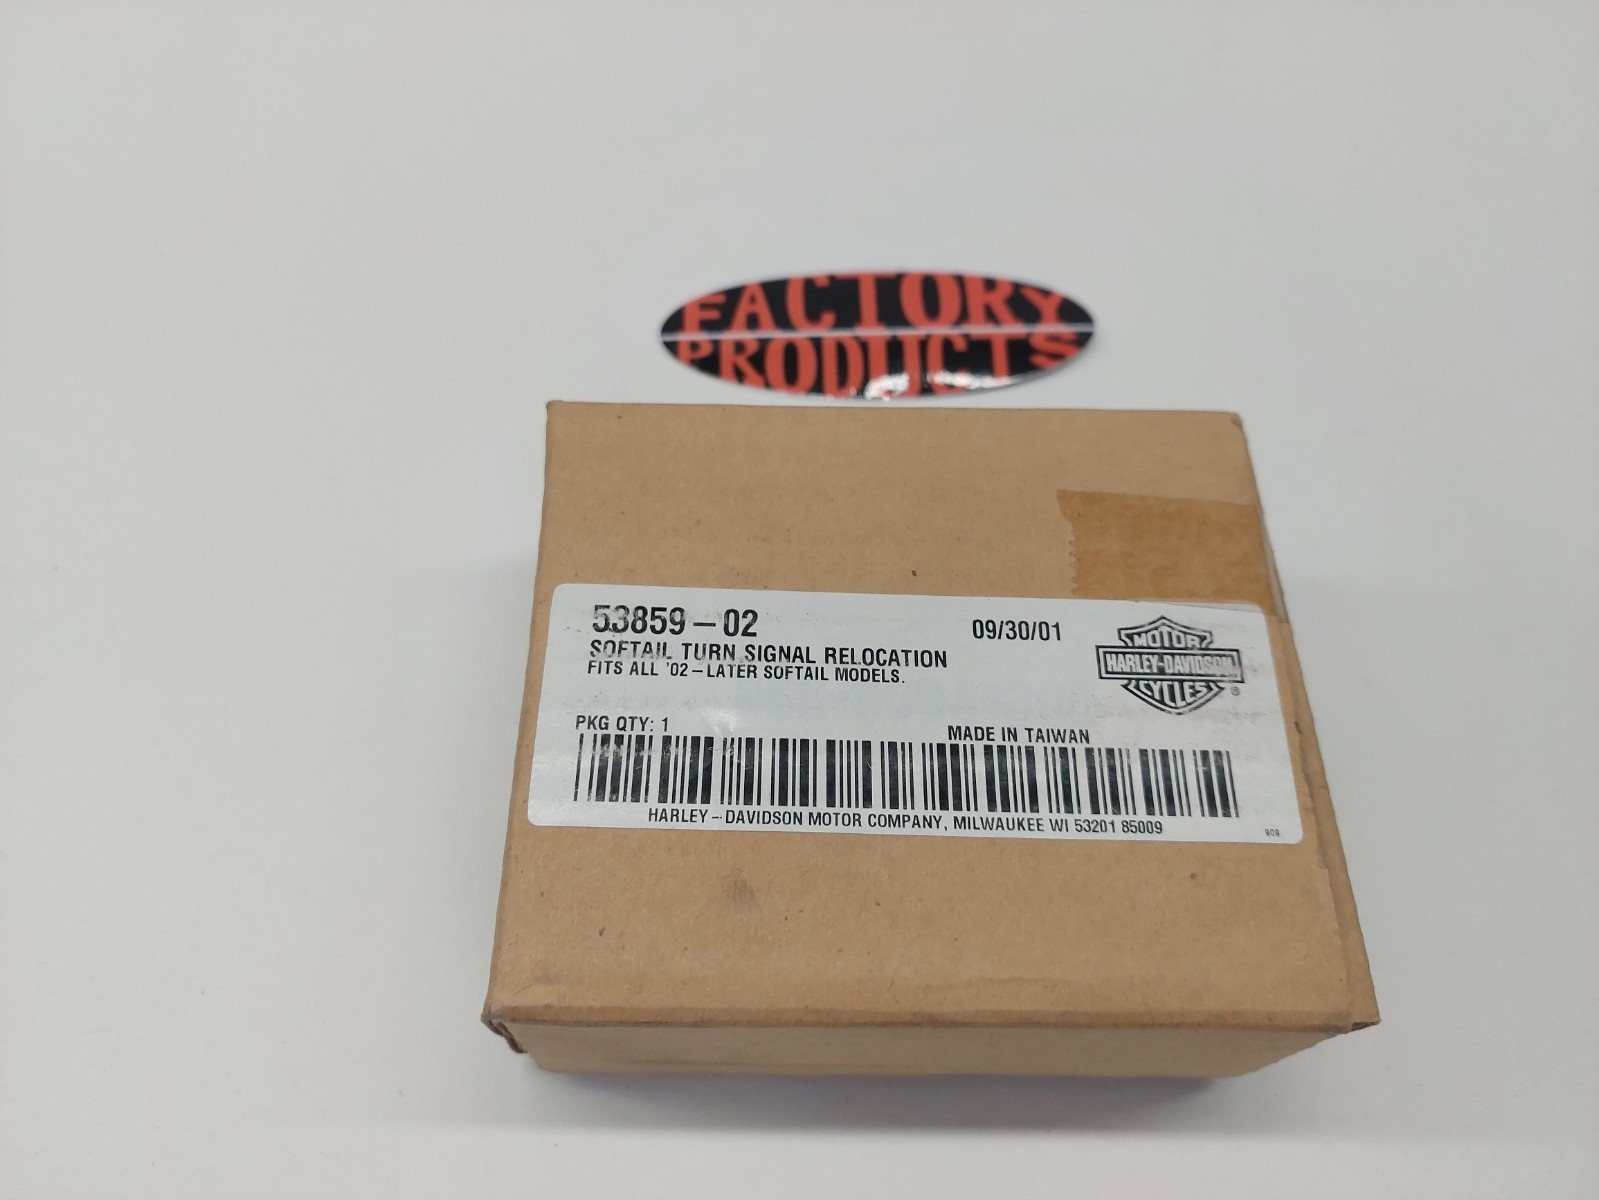 FACTORY
PRODUCTS
53859-02
09/30/01
SOFTAIL TURN SIGNAL RELOCATION
FITS ALL '02-LATER SOFTAIL MODELS.
MOTOR
HARLEY-DAVIDSON
CYCLES®
PKG QTY: 1
MADE IN TAIWAN
HARLEY-DAVIDSON MOTOR COMPANY, MILWAUKEE WI 53201 85009
909